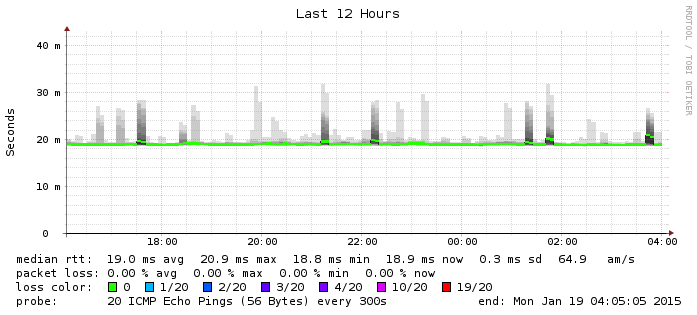 Last 12 Hours
RRDTOOL / TOBI OETIKER
Seconds
40 m
30 m
20 m
10 m
0
18:00 20:00 22:00 00:00 02:00 04:00
median rtt: 19.0 ms avg 20.9 ms max 18.8 ms min 18.9 ms now 0.3 ms sd 64.9 am/s
packet loss: 0.00 % avg 0.00 % max 0.00 % min 0.00 % now
loss color: 0 1/20 2/20 3/20 4/20 10/20 19/20
probe: 20 ICMP Echo Pings (56 Bytes) every 300s end: Mon Jan 19 04:05:05 2015